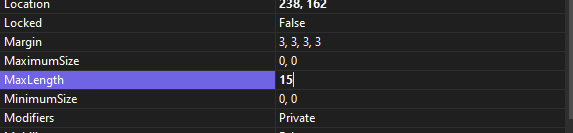 Location 238, 162
Locked False
Margin 3, 3, 3, 3
MaximumSize 0, 0
MaxLength 15
MinimumSize 0, 0
Modifiers Private